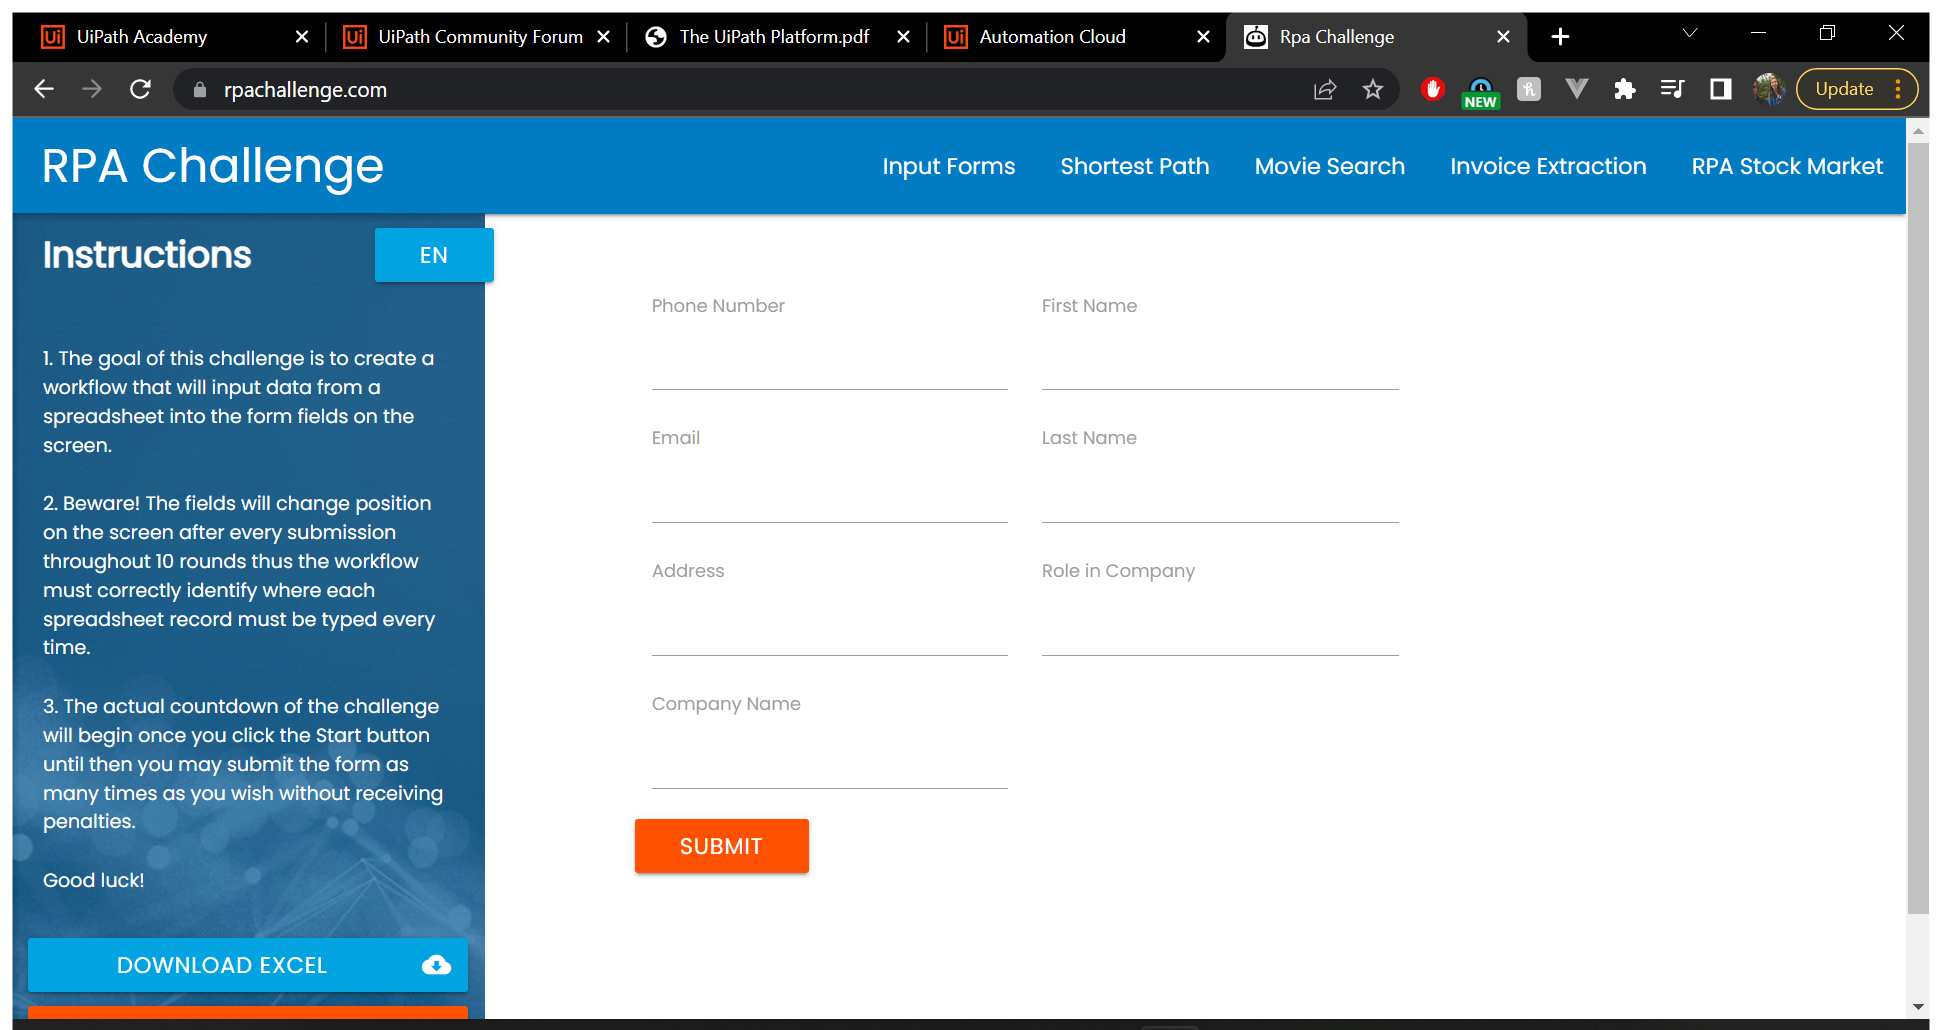 UiPath Academy
UiPath Community Forum
The UiPath Platform.pdf
Automation Cloud
Rpa Challenge
rpachallenge.com
NEW
Update
RPA Challenge
Input Forms
Shortest Path
Movie Search
Invoice Extraction
RPA Stock Market
Instructions
EN
1. The goal of this challenge is to create a
workflow that will input data from a
spreadsheet into the form fields on the
screen.
2. Beware! The fields will change position
on the screen after every submission
throughout 10 rounds thus the workflow
must correctly identify where each
spreadsheet record must be typed every
time.
3. The actual countdown of the challenge
will begin once you click the Start button
until then you may submit the form as
many times as you wish without receiving
penalties.
Good luck!
DOWNLOAD EXCEL
Phone Number
First Name
Email
Last Name
Address
Role in Company
Company Name
SUBMIT